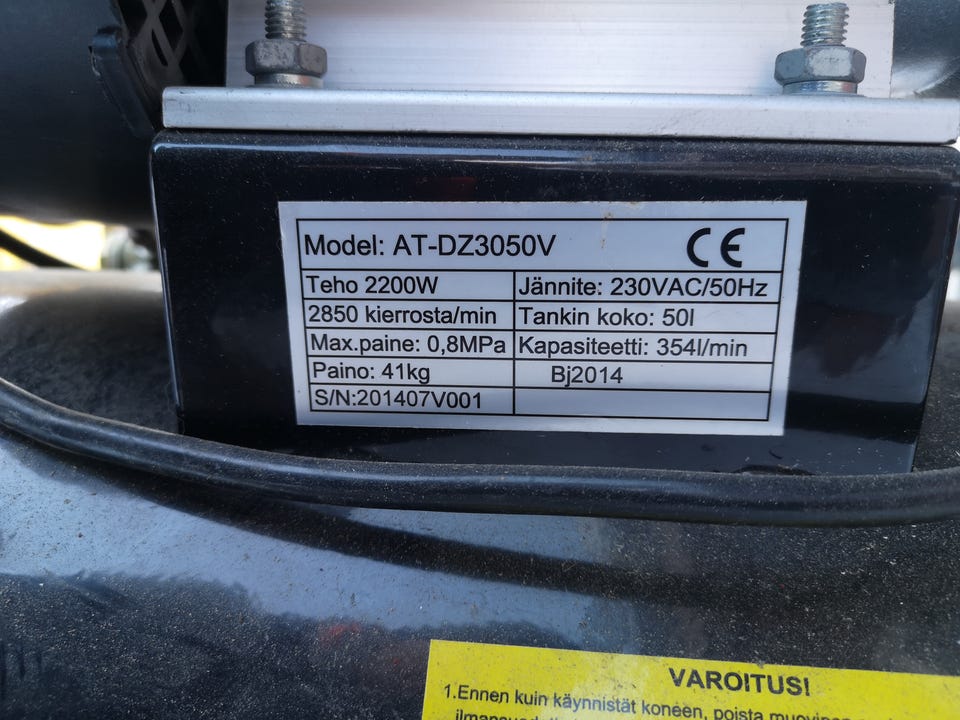 Model: AT-DZ3050V CE
Teho 2200W Jännite: 230VAC/50Hz
2850 kierrosta/min Tankin koko: 50l
Max.paine: 0,8MPa Kapasiteetti: 354l/min
Paino: 41kg Bj2014
S/N:201407V001
VAROITUS!
1.Ennen kuin käynnistät koneen, poista